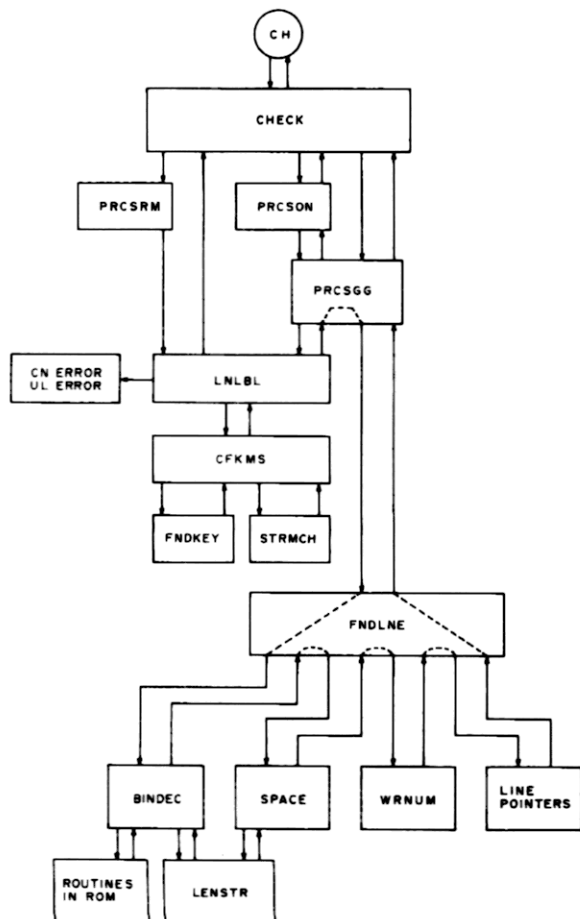 CH
CHECK
PRCSRM
PRCSON
PRCSGG
CN ERROR
UL ERROR
LNLBL
CFKMS
FNDKEY
STRMCH
FNDLNE
BINDEC
SPACE
WRNUM
LINE
POINTERS
ROUTINES
IN ROM
LENSTR